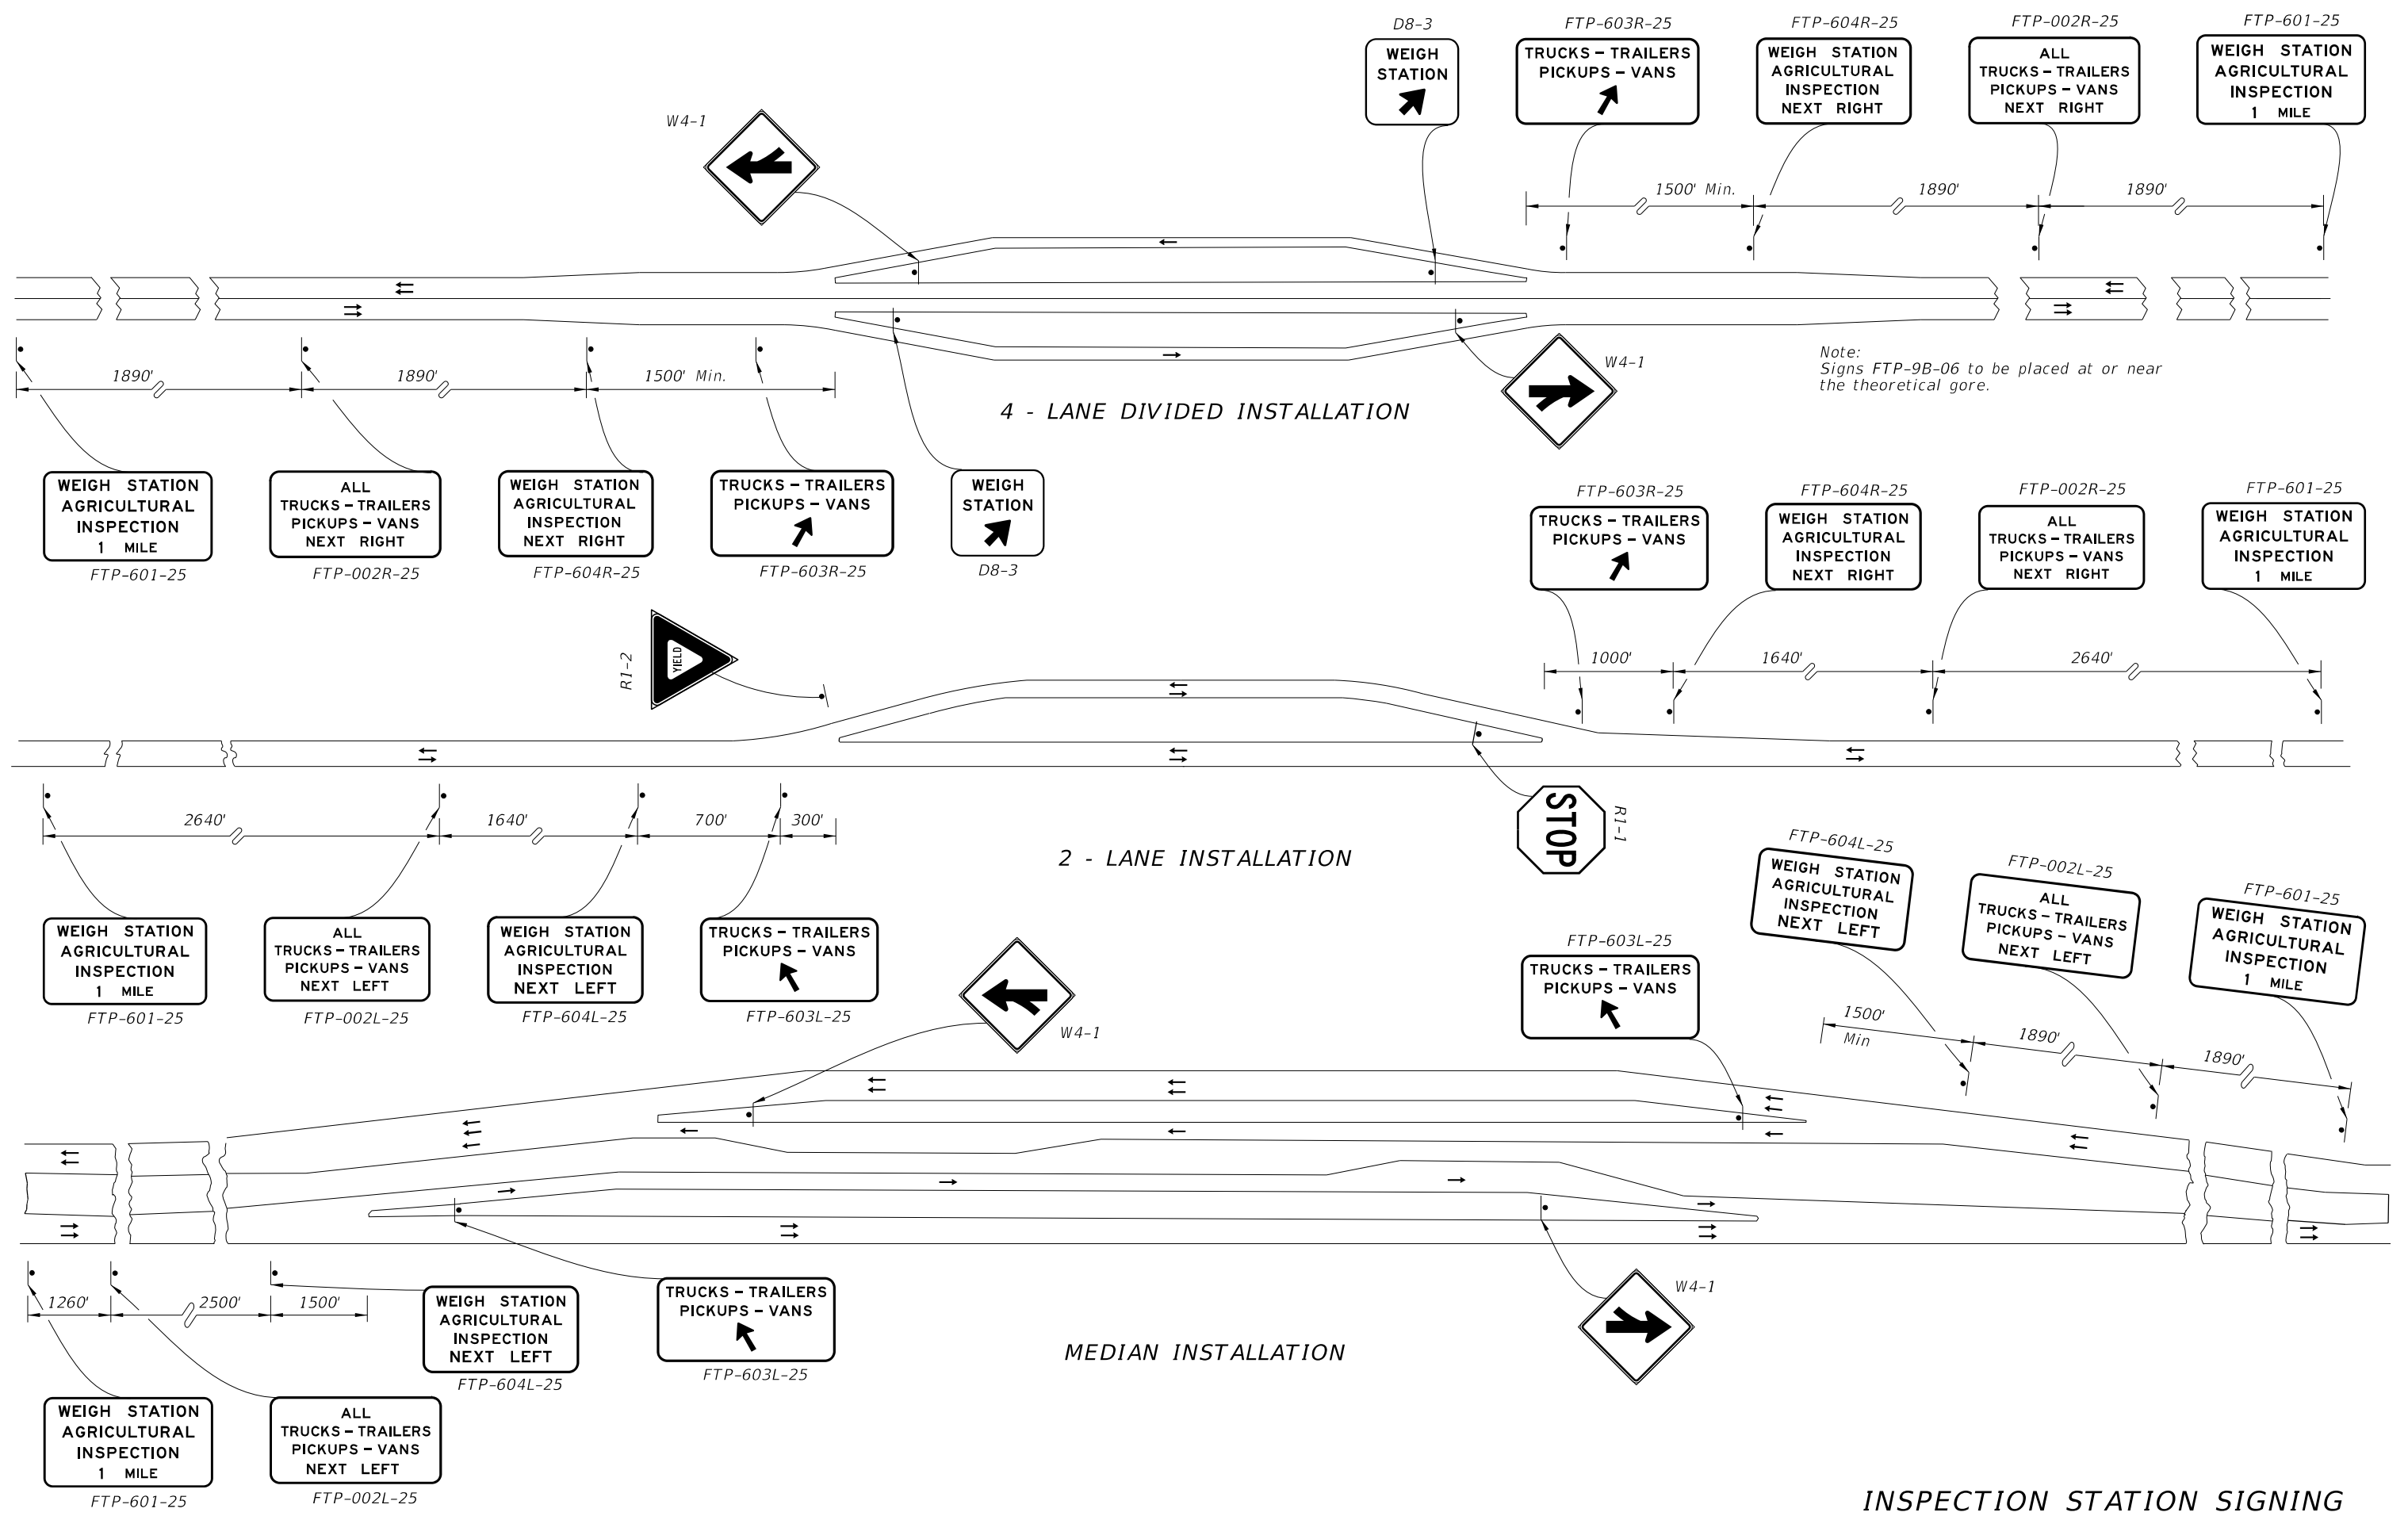 D8-3
FTP-603R-25
FTP-604R-25
FTP-002R-25
FTP-601-25
WEIGH
STATION
TRUCKS - TRAILERS
PICKUPS - VANS
WEIGH STATION
AGRICULTURAL
INSPECTION
NEXT RIGHT
ALL
TRUCKS - TRAILERS
PICKUPS - VANS
NEXT RIGHT
WEIGH STATION
AGRICULTURAL
INSPECTION
1 MILE
W4-1
1500' Min.
1890'
1890'
1890'
1890'
1500' Min.
W4-1
Note:
Signs FTP-9B-06 to be placed at or near
the theoretical gore.
4 - LANE DIVIDED INSTALLATION
WEIGH STATION
AGRICULTURAL
INSPECTION
1 MILE
FTP-601-25
ALL
TRUCKS - TRAILERS
PICKUPS - VANS
NEXT RIGHT
FTP-002R-25
WEIGH STATION
AGRICULTURAL
INSPECTION
NEXT RIGHT
FTP-604R-25
TRUCKS - TRAILERS
PICKUPS - VANS
FTP-603R-25
WEIGH
STATION
D8-3
FTP-603R-25
TRUCKS - TRAILERS
PICKUPS - VANS
FTP-604R-25
WEIGH STATION
AGRICULTURAL
INSPECTION
NEXT RIGHT
FTP-002R-25
ALL
TRUCKS - TRAILERS
PICKUPS - VANS
NEXT RIGHT
FTP-601-25
WEIGH STATION
AGRICULTURAL
INSPECTION
1 MILE
R1-2
YIELD
1000'
1640'
2640'
2640'
1640'
700'
300'
STOP
R1-1
2 - LANE INSTALLATION
WEIGH STATION
AGRICULTURAL
INSPECTION
1 MILE
FTP-601-25
ALL
TRUCKS - TRAILERS
PICKUPS - VANS
NEXT LEFT
FTP-002L-25
WEIGH STATION
AGRICULTURAL
INSPECTION
NEXT LEFT
FTP-604L-25
TRUCKS - TRAILERS
PICKUPS - VANS
FTP-603L-25
W4-1
FTP-603L-25
TRUCKS - TRAILERS
PICKUPS - VANS
FTP-604L-25
WEIGH STATION
AGRICULTURAL
INSPECTION
NEXT LEFT
FTP-002L-25
ALL
TRUCKS - TRAILERS
PICKUPS - VANS
NEXT LEFT
FTP-601-25
WEIGH STATION
AGRICULTURAL
INSPECTION
1 MILE
1500'
Min
1890'
1890'
1260'
2500'
1500'
WEIGH STATION
AGRICULTURAL
INSPECTION
NEXT LEFT
FTP-604L-25
TRUCKS - TRAILERS
PICKUPS - VANS
FTP-603L-25
W4-1
MEDIAN INSTALLATION
WEIGH STATION
AGRICULTURAL
INSPECTION
1 MILE
FTP-601-25
ALL
TRUCKS - TRAILERS
PICKUPS - VANS
NEXT LEFT
FTP-002L-25
INSPECTION STATION SIGNING